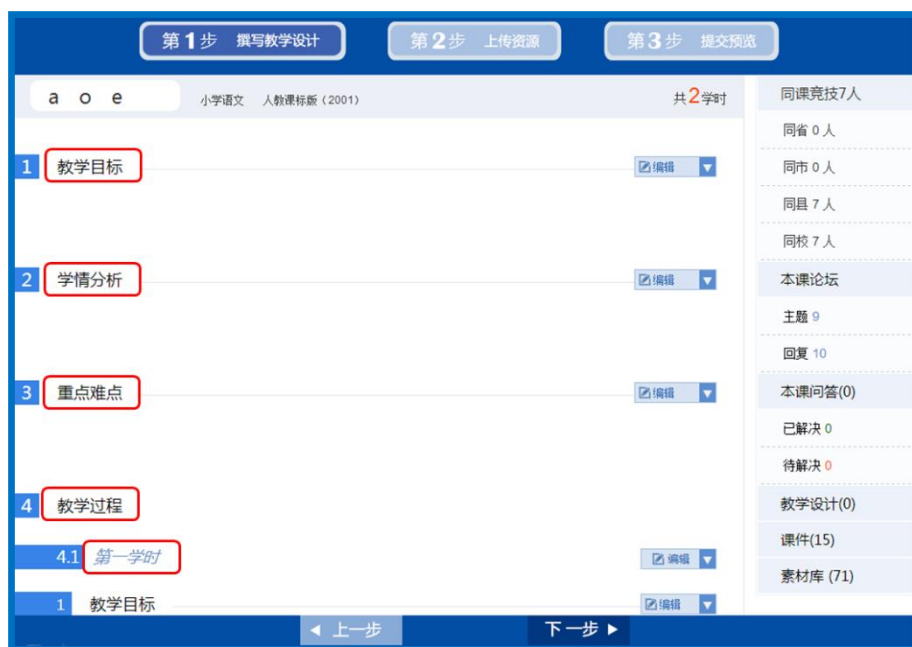 第1步 撰写教学设计
第2步 上传资源
第3步 提交预览
a o e 小学语文 人教课标版（2001） 共2学时
1 教学目标 编辑
2 学情分析 编辑
3 重点难点 编辑
4 教学过程
4.1 第一学时 编辑
1 教学目标 编辑
同课竞技7人
同省 0 人
同市 0 人
同县 7 人
同校 7 人
本课论坛
主题 9
回复 10
本课问答(0)
已解决 0
待解决 0
教学设计(0)
课件(15)
素材库 (71)
上一步
下一步